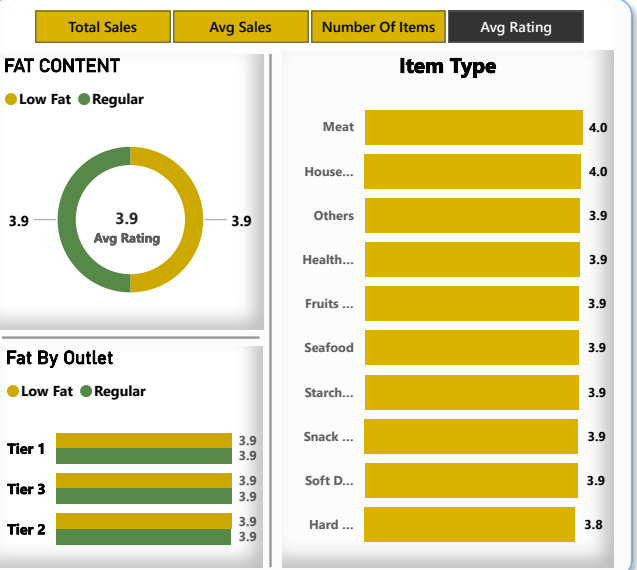 Total Sales
Avg Sales
Number Of Items
Avg Rating
FAT CONTENT
Low Fat
Regular
3.9
3.9
Avg Rating
3.9
Fat By Outlet
Low Fat
Regular
Tier 1
3.9
3.9
Tier 3
3.9
3.9
Tier 2
3.9
3.9
Item Type
Meat 4.0
House... 4.0
Others 3.9
Health... 3.9
Fruits ... 3.9
Seafood 3.9
Starch... 3.9
Snack ... 3.9
Soft D... 3.9
Hard ... 3.8